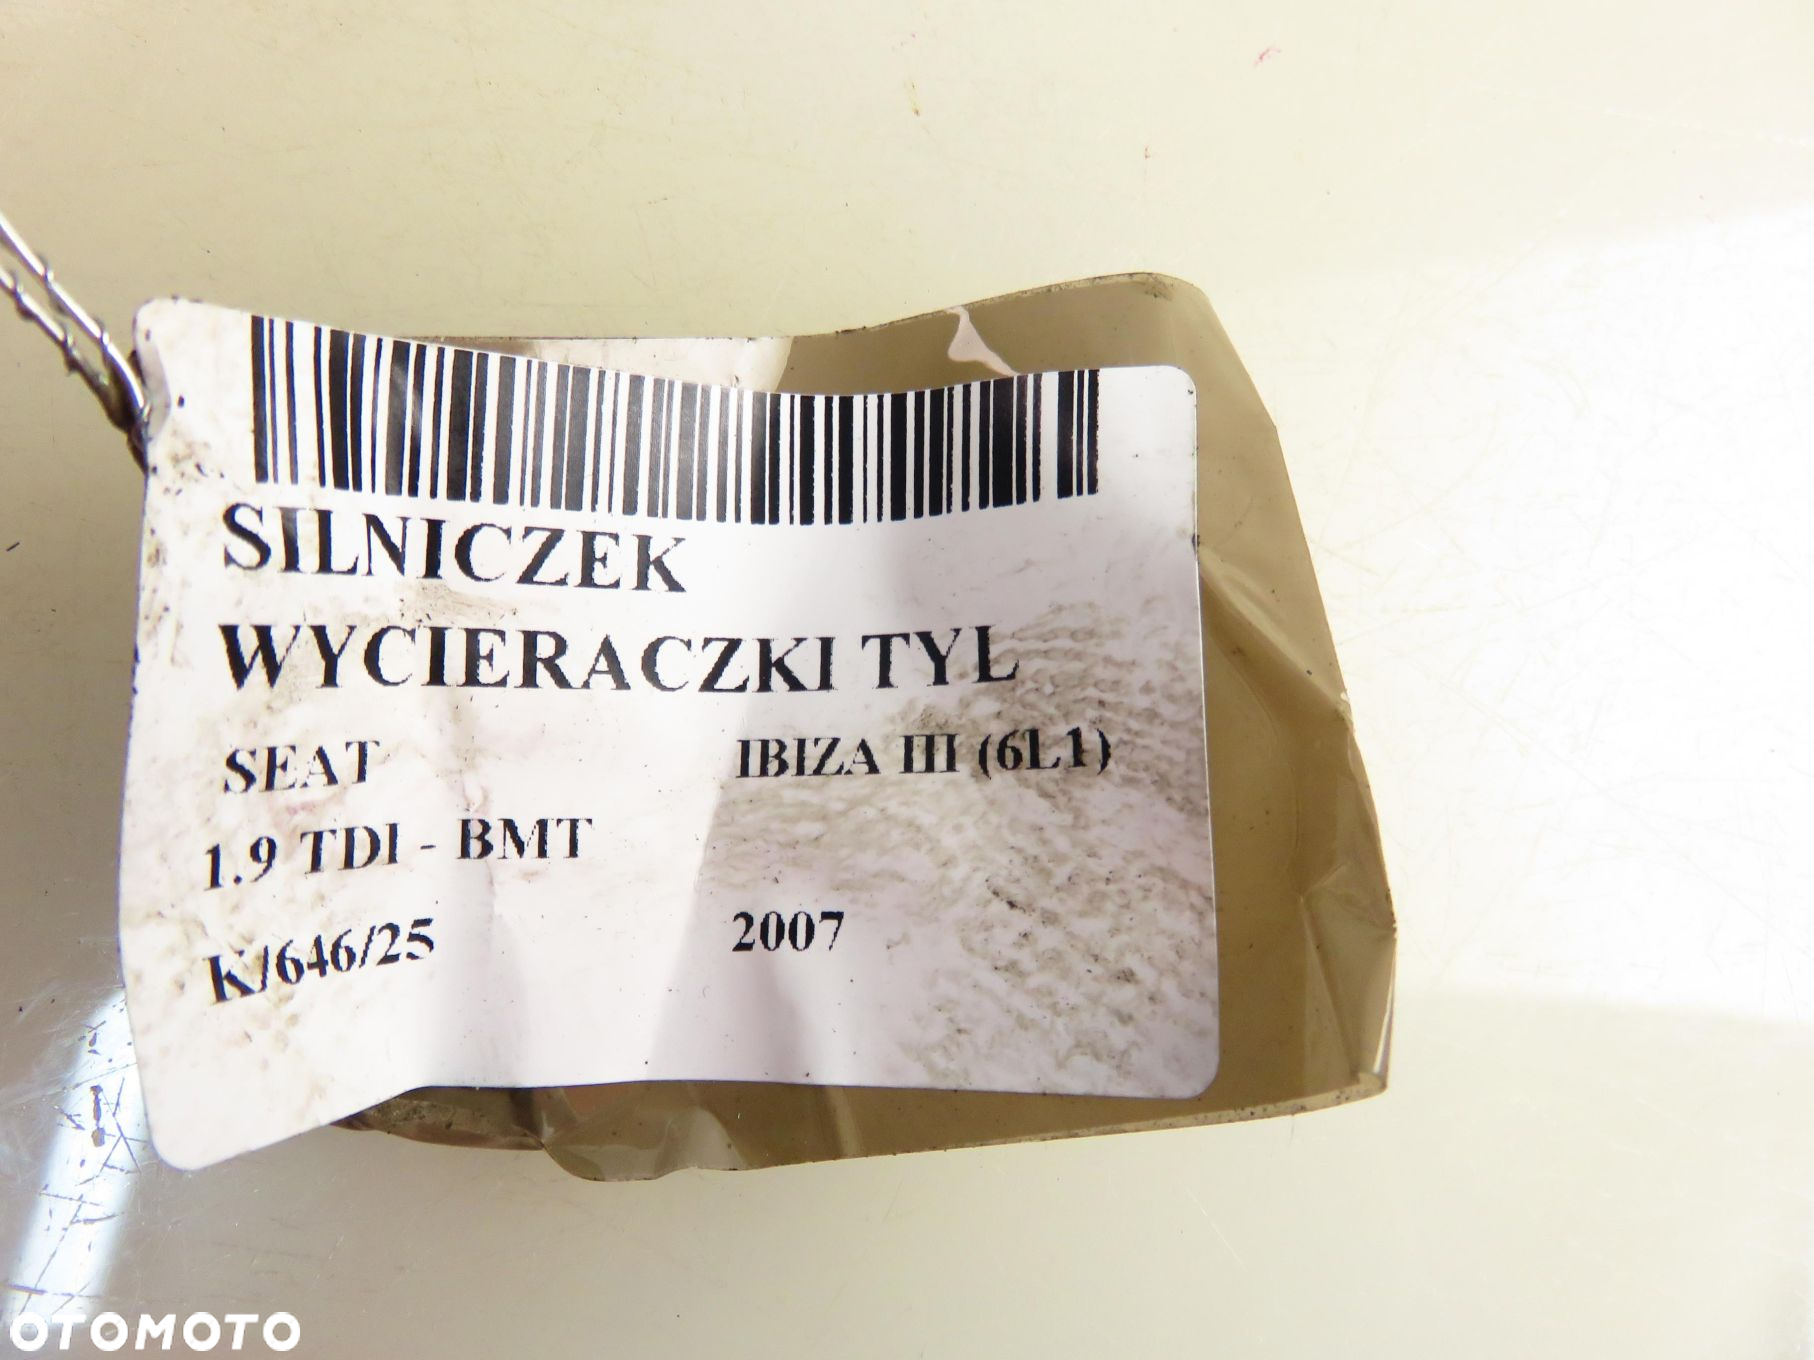 SILNICZEK
WYCIERACZKI TYL
SEAT IBIZA III (6L1)
1.9 TDI - BMT
K/646/25 2007
OTOMOTO